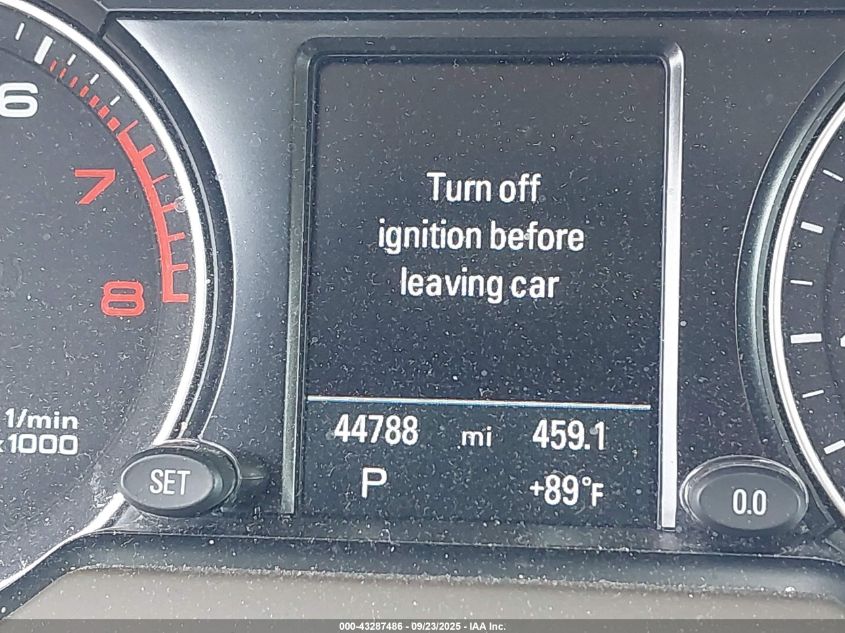 6
7
8
1/min
x1000
Turn off
ignition before
leaving car
44788 mi 459.1
P +89°F
SET
0.0
000-43287486 - 09/23/2025 - IAA Inc.